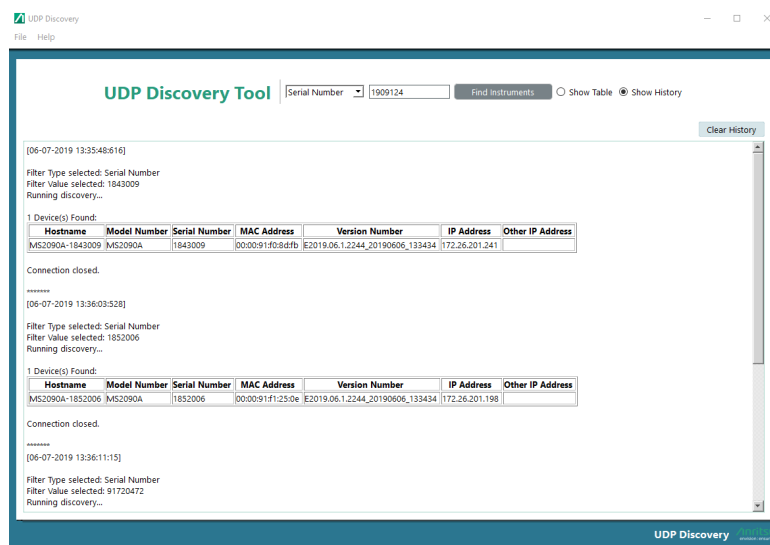 UDP Discovery
File Help
UDP Discovery Tool Serial Number 1909124 Find Instruments Show Table Show History
Clear History
[06-07-2019 13:35:48:616]
Filter Type selected: Serial Number
Filter Value selected: 1843009
Running discovery...
1 Device(s) Found:
Hostname Model Number Serial Number MAC Address Version Number IP Address Other IP Address
MS2090A-1843009 MS2090A 1843009 00:00:91:f0:8d:fb E2019.06.1.2244_20190606_133434 172.26.201.241
Connection closed.
*******
[06-07-2019 13:36:03:528]
Filter Type selected: Serial Number
Filter Value selected: 1852006
Running discovery...
1 Device(s) Found:
Hostname Model Number Serial Number MAC Address Version Number IP Address Other IP Address
MS2090A-1852006 MS2090A 1852006 00:00:91:f1:25:0e E2019.06.1.2244_20190606_133434 172.26.201.198
Connection closed.
*******
[06-07-2019 13:36:11:15]
Filter Type selected: Serial Number
Filter Value selected: 91720472
Running discovery...
UDP Discovery